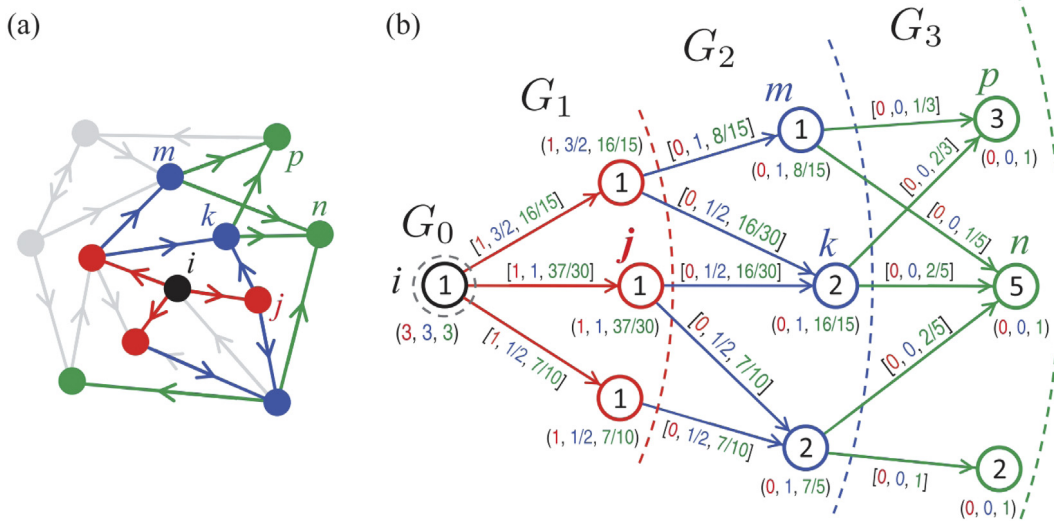 (a)
m
p
k
n
i
j
(b)
G₀
G₁
G₂
G₃
i
1
(3, 3, 3)
[1, 3/2, 16/15]
[1, 1, 37/30]
[1, 1/2, 7/10]
(1, 3/2, 16/15)
1
j
1
(1, 1, 37/30)
1
(1, 1/2, 7/10)
[0, 1, 8/15]
[0, 1/2, 16/30]
[0, 1/2, 16/30]
[0, 1/2, 7/10]
[0, 1/2, 7/10]
m
1
(0, 1, 8/15)
k
2
(0, 1, 16/15)
2
(0, 1, 7/5)
[0 ,0, 1/3]
[0, 0, 2/3]
[0, 0, 1/5]
[0, 0, 2/5]
[0, 0, 2/5]
[0, 0, 1]
p
3
(0, 0, 1)
n
5
(0, 0, 1)
2
(0, 0, 1)